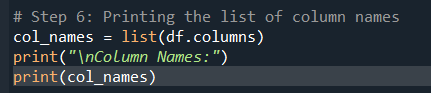 # Step 6: Printing the list of column names
col_names = list(df.columns)
print("\nColumn Names:")
print(col_names)